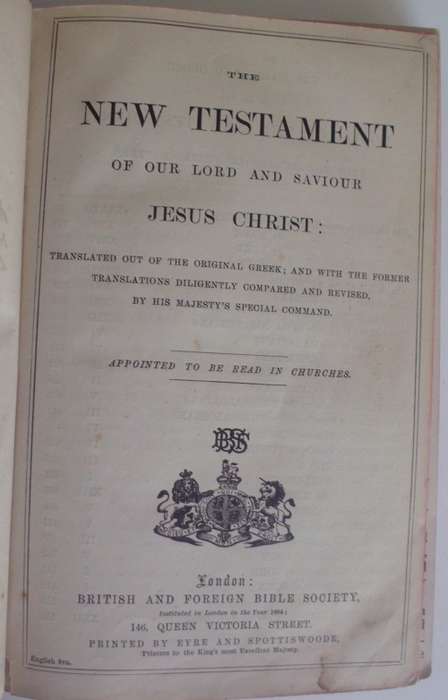 THE
NEW TESTAMENT
OF OUR LORD AND SAVIOUR
JESUS CHRIST:
TRANSLATED OUT OF THE ORIGINAL GREEK; AND WITH THE FORMER
TRANSLATIONS DILIGENTLY COMPARED AND REVISED,
BY HIS MAJESTY'S SPECIAL COMMAND.
APPOINTED TO BE READ IN CHURCHES.
London:
BRITISH AND FOREIGN BIBLE SOCIETY,
Instituted in London in the Year 1804;
146, QUEEN VICTORIA STREET.
PRINTED BY EYRE AND SPOTTISWOODE,
Printers to the King's most Excellent Majesty.
English 8vo.